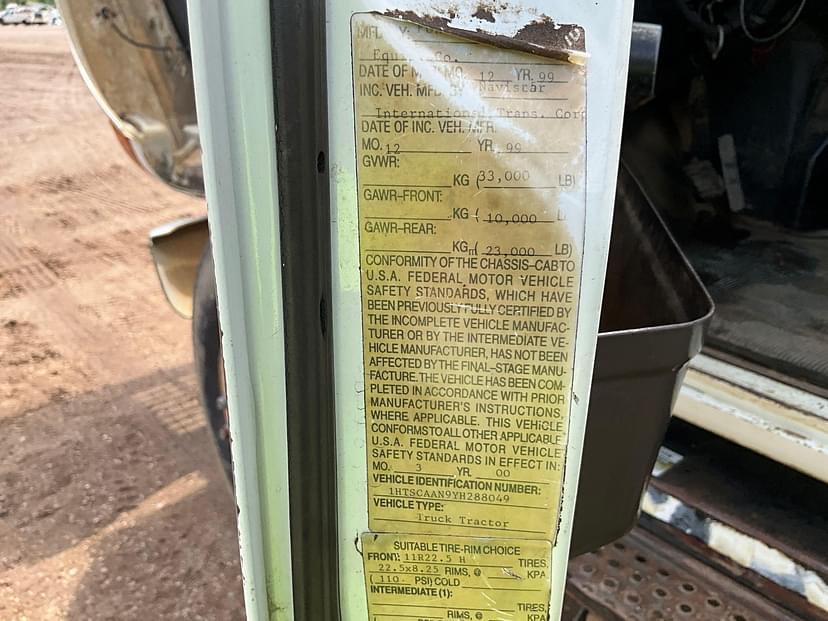 MFD. BY:
Equip. Co.
DATE OF MO. 12 YR. 99
INC. VEH. MFD. BY Navistar
International Trans. Corp
DATE OF INC. VEH. MFR.
MO. 12 YR. 99
GVWR:
KG ( 33,000 LB)
GAWR-FRONT:
KG ( 10,000 L
GAWR-REAR:
KG ( 23,000 LB)
CONFORMITY OF THE CHASSIS-CAB TO
U.S.A. FEDERAL MOTOR VEHICLE
SAFETY STANDARDS, WHICH HAVE
BEEN PREVIOUSLY FULLY CERTIFIED BY
THE INCOMPLETE VEHICLE MANUFAC-
TURER OR BY THE INTERMEDIATE VE-
HICLE MANUFACTURER, HAS NOT BEEN
AFFECTED BY THE FINAL-STAGE MANU-
FACTURE. THE VEHICLE HAS BEEN COM-
PLETED IN ACCORDANCE WITH PRIOR
MANUFACTURER'S INSTRUCTIONS,
WHERE APPLICABLE. THIS VEHICLE
CONFORMS TO ALL OTHER APPLICABLE
U.S.A. FEDERAL MOTOR VEHICLE
SAFETY STANDARDS IN EFFECT IN:
MO. 3 YR. 00
VEHICLE IDENTIFICATION NUMBER:
1HTSCAAN9YH288049
VEHICLE TYPE:
Truck Tractor
SUITABLE TIRE-RIM CHOICE
FRONT: 11R22.5 H TIRES,
22.5x8.25 RIMS, @ KPA
( 110 PSI) COLD
INTERMEDIATE (1):
TIRES,
RIMS, @ KPA